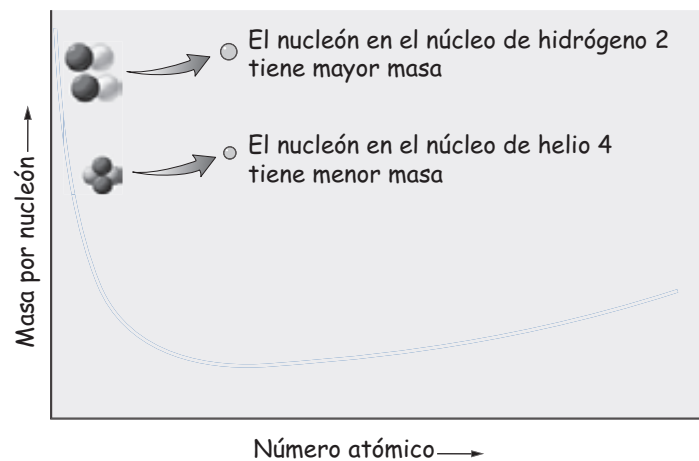 El nucleón en el núcleo de hidrógeno 2
tiene mayor masa
El nucleón en el núcleo de helio 4
tiene menor masa
Masa por nucleón
Número atómico